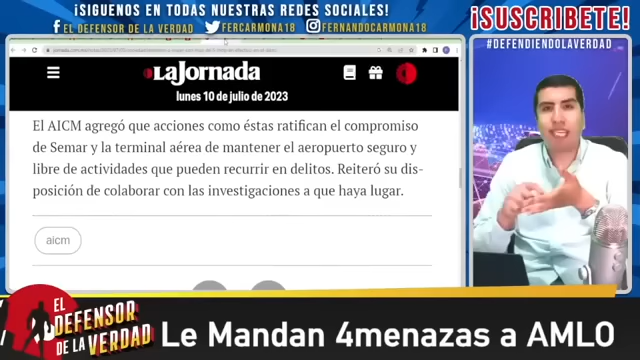 ¡SIGUENOS EN TODAS NUESTRAS REDES SOCIALES!
EL DEFENSOR DE LA VERDAD FERCARMONA18 FERNANDOCARMONA18
¡SUSCRIBETE!
#DEFENDIENDOLAVERDAD
LaJornada
lunes 10 de julio de 2023
El AICM agregó que acciones como éstas ratifican el compromiso
de Semar y la terminal aérea de mantener el aeropuerto seguro y
libre de actividades que pueden recurrir en delitos. Reiteró su dis-
posición de colaborar con las investigaciones a que haya lugar.
aicm
EL
DEFENSOR
DE LA VERDAD
Le Mandan 4menazas a AMLO